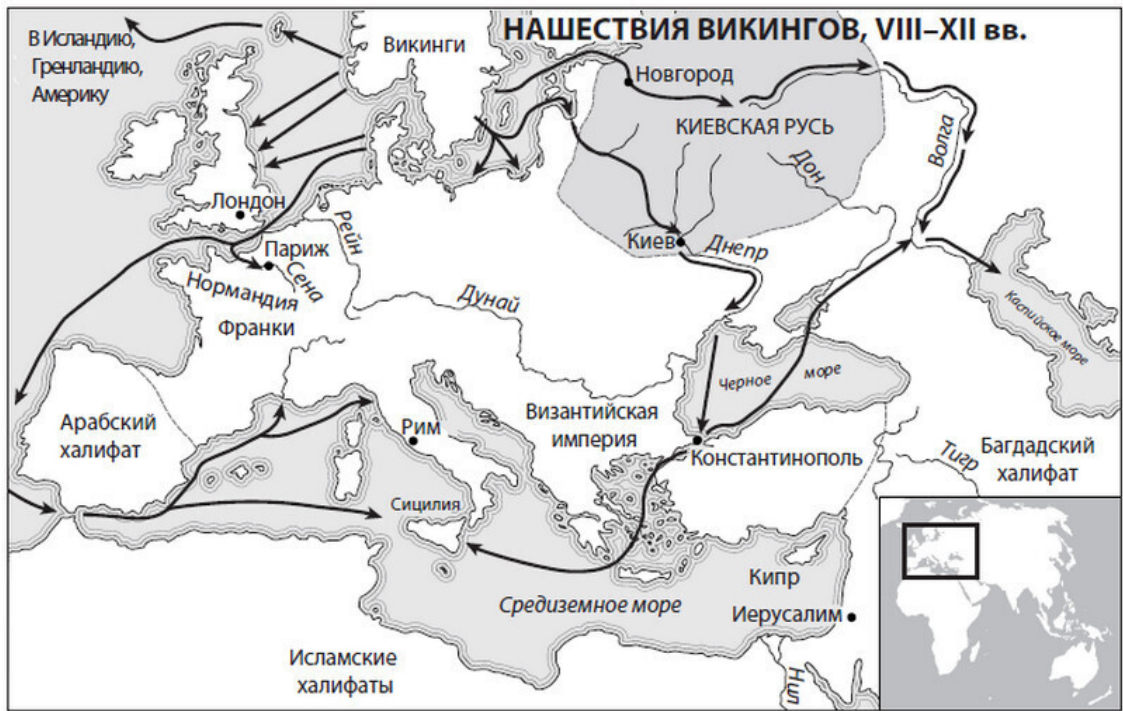 НАШЕСТВИЯ ВИКИНГОВ, VIII–XII вв.
В Исландию,
Гренландию,
Америку
Викинги
Новгород
КИЕВСКАЯ РУСЬ
Волга
Дон
Лондон
Рейн
Киев
Днепр
Париж
Сена
Нормандия
Франки
Дунай
Каспийское море
Черное море
Арабский
халифат
Рим
Византийская
империя
Константинополь
Багдадский
халифат
Тигр
Сицилия
Кипр
Средиземное море
Иерусалим
Исламские
халифаты
Нил